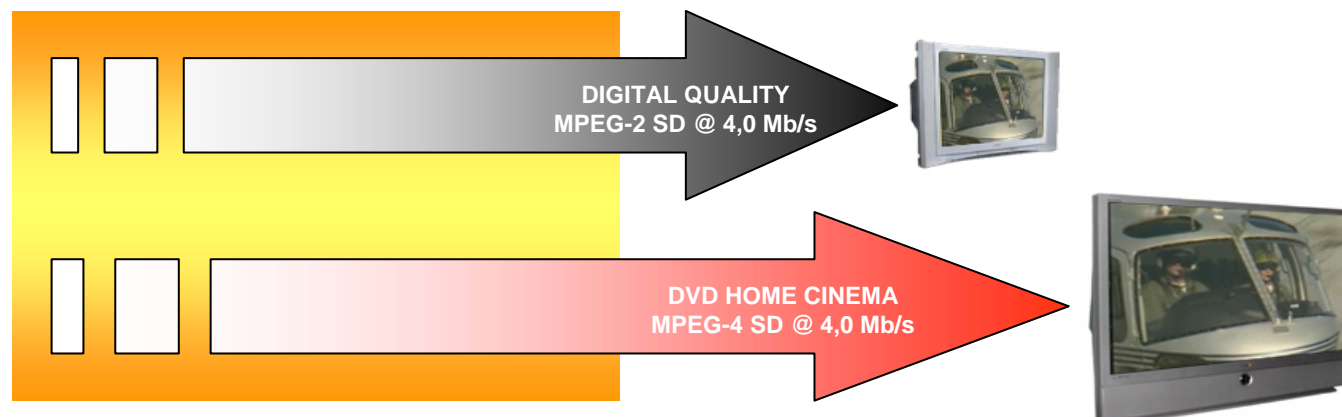 DIGITAL QUALITY
MPEG-2 SD @ 4,0 Mb/s
DVD HOME CINEMA
MPEG-4 SD @ 4,0 Mb/s